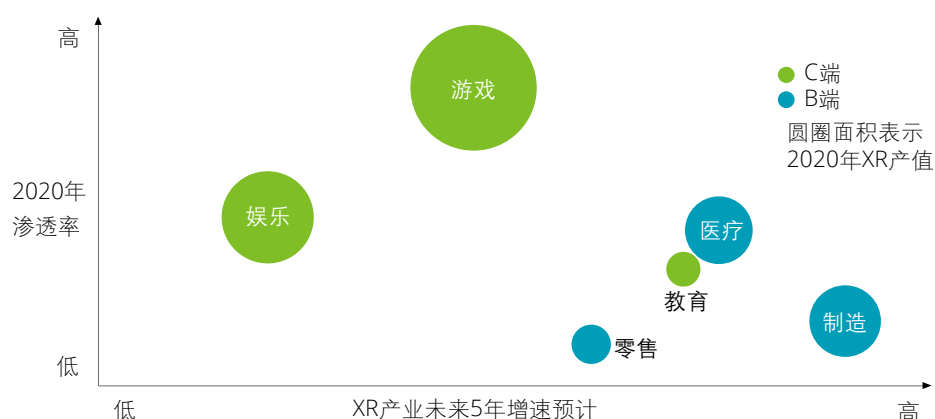 高
游戏
C端
B端
圆圈面积表示
2020年XR产值
2020年
渗透率
娱乐
医疗
教育
制造
零售
低
低
XR产业未来5年增速预计
高